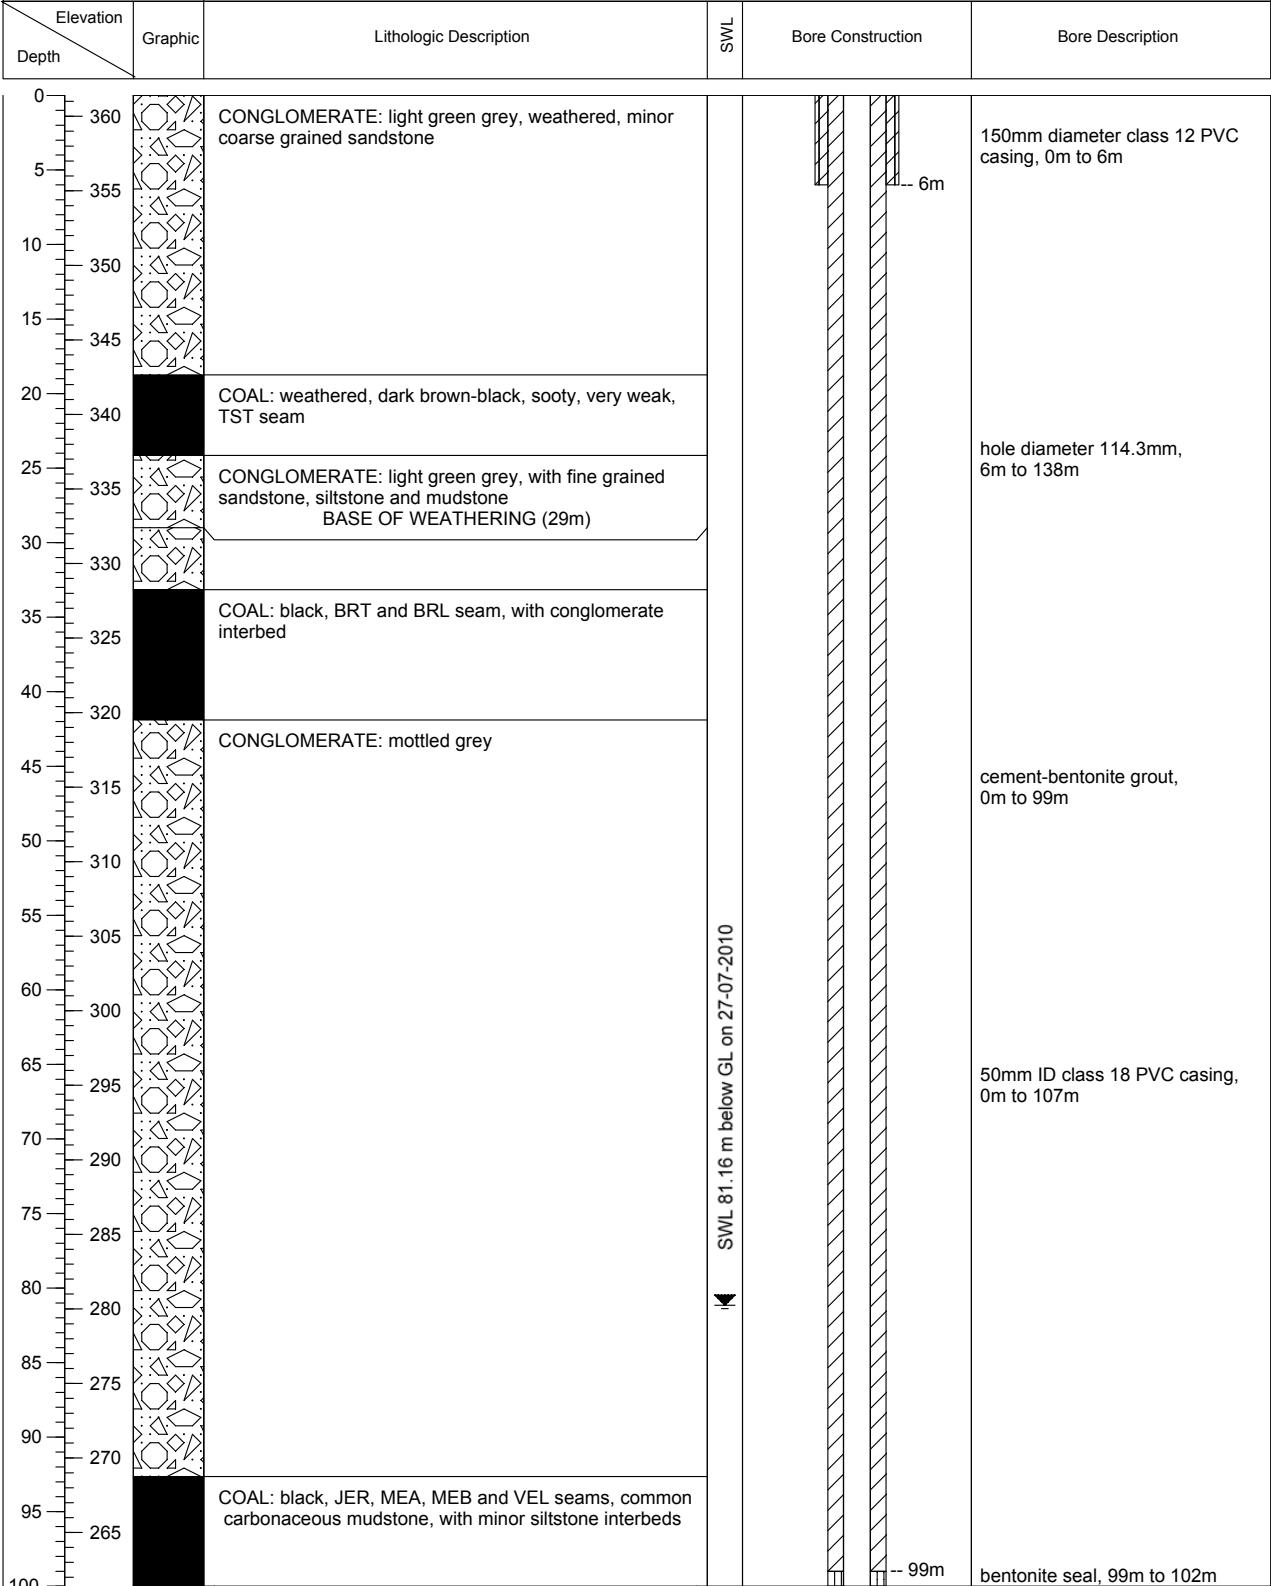 Elevation
Depth
Graphic
Lithologic Description
SWL
Bore Construction
Bore Description
0
5
10
15
20
25
30
35
40
45
50
55
60
65
70
75
80
85
90
95
100
360
355
350
345
340
335
330
325
320
315
310
305
300
295
290
285
280
275
270
265
CONGLOMERATE: light green grey, weathered, minor
coarse grained sandstone
COAL: weathered, dark brown-black, sooty, very weak,
TST seam
CONGLOMERATE: light green grey, with fine grained
sandstone, siltstone and mudstone
BASE OF WEATHERING (29m)
COAL: black, BRT and BRL seam, with conglomerate
interbed
CONGLOMERATE: mottled grey
COAL: black, JER, MEA, MEB and VEL seams, common
carbonaceous mudstone, with minor siltstone interbeds
SWL 81.16 m below GL on 27-07-2010
-- 6m
-- 99m
150mm diameter class 12 PVC
casing, 0m to 6m
hole diameter 114.3mm,
6m to 138m
cement-bentonite grout,
0m to 99m
50mm ID class 18 PVC casing,
0m to 107m
bentonite seal, 99m to 102m